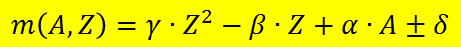 m(A, Z) = γ · Z² − β · Z + α · A ± δ